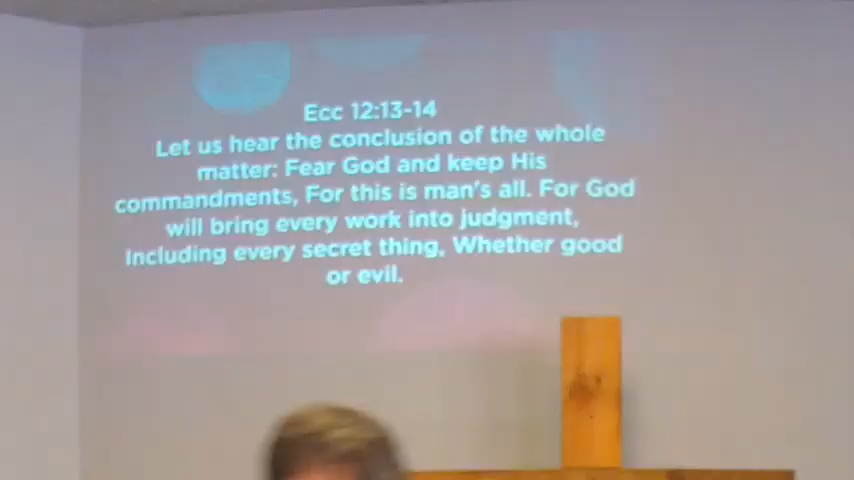 Ecc 12:13-14
Let us hear the conclusion of the whole
matter: Fear God and keep His
commandments, For this is man's all. For God
will bring every work into judgment,
Including every secret thing, Whether good
or evil.